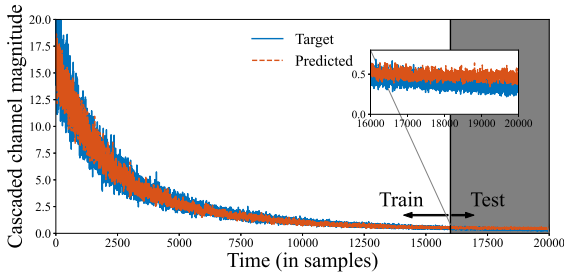 Cascaded channel magnitude
20.0
17.5
15.0
12.5
10.0
7.5
5.0
2.5
0.0
Target
Predicted
0.5
0.0
16000 17000 18000 19000 20000
Train Test
0 2500 5000 7500 10000 12500 15000 17500 20000
Time (in samples)